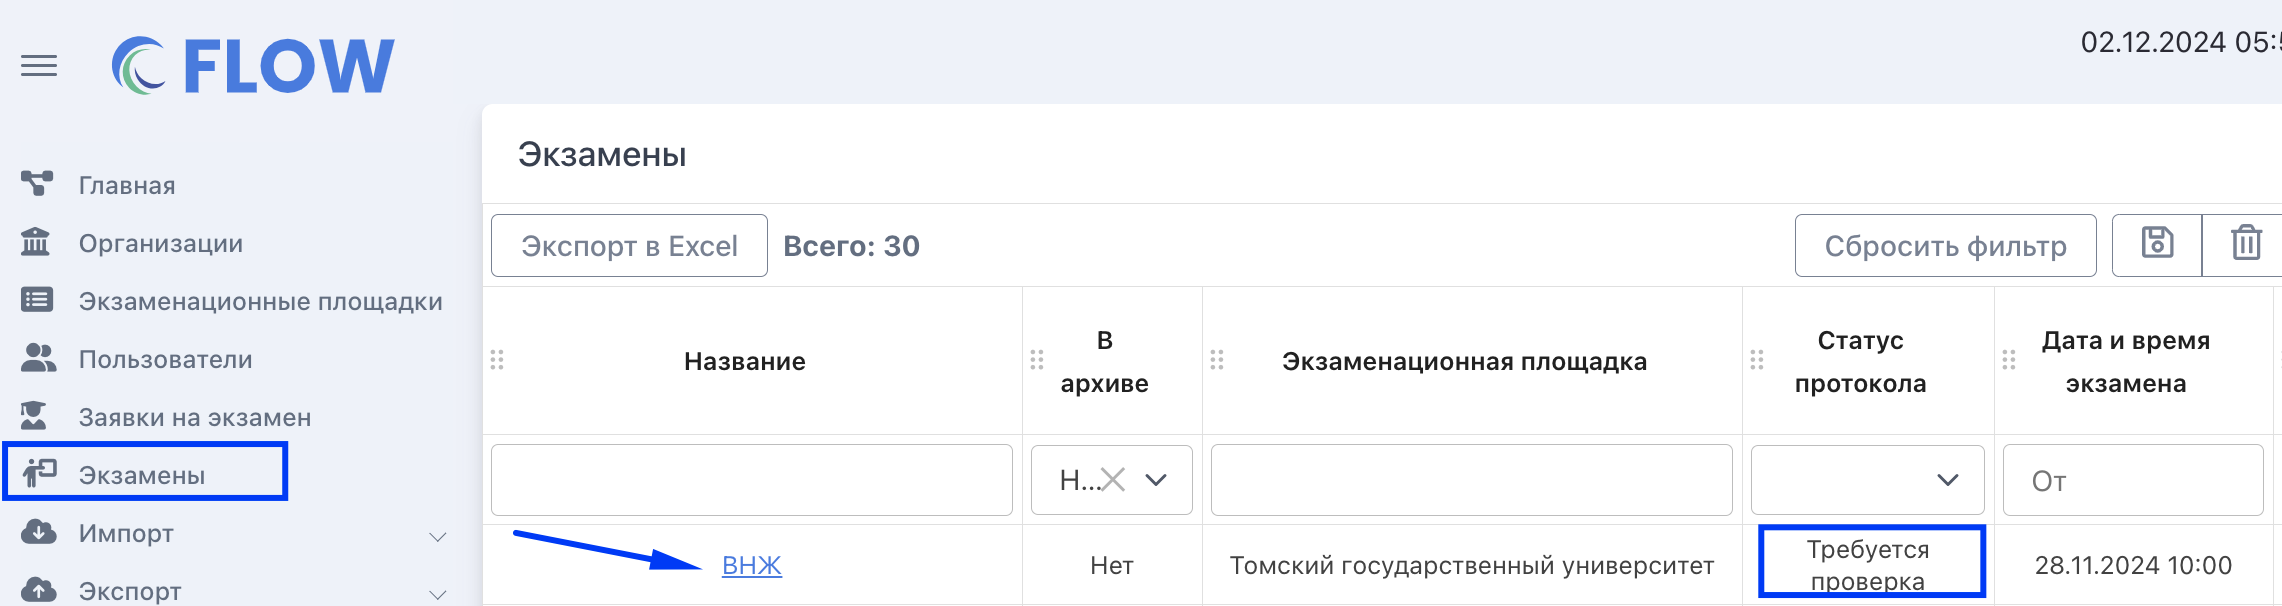 FLOW
02.12.2024 05:
Главная
Организации
Экзаменационные площадки
Пользователи
Заявки на экзамен
Экзамены
Импорт
Экспорт
Экзамены
Экспорт в Excel
Всего: 30
Сбросить фильтр
Название
В
архиве
Экзаменационная площадка
Статус
протокола
Дата и время
экзамена
Н...
От
ВНЖ
Нет
Томский государственный университет
Требуется
проверка
28.11.2024 10:00